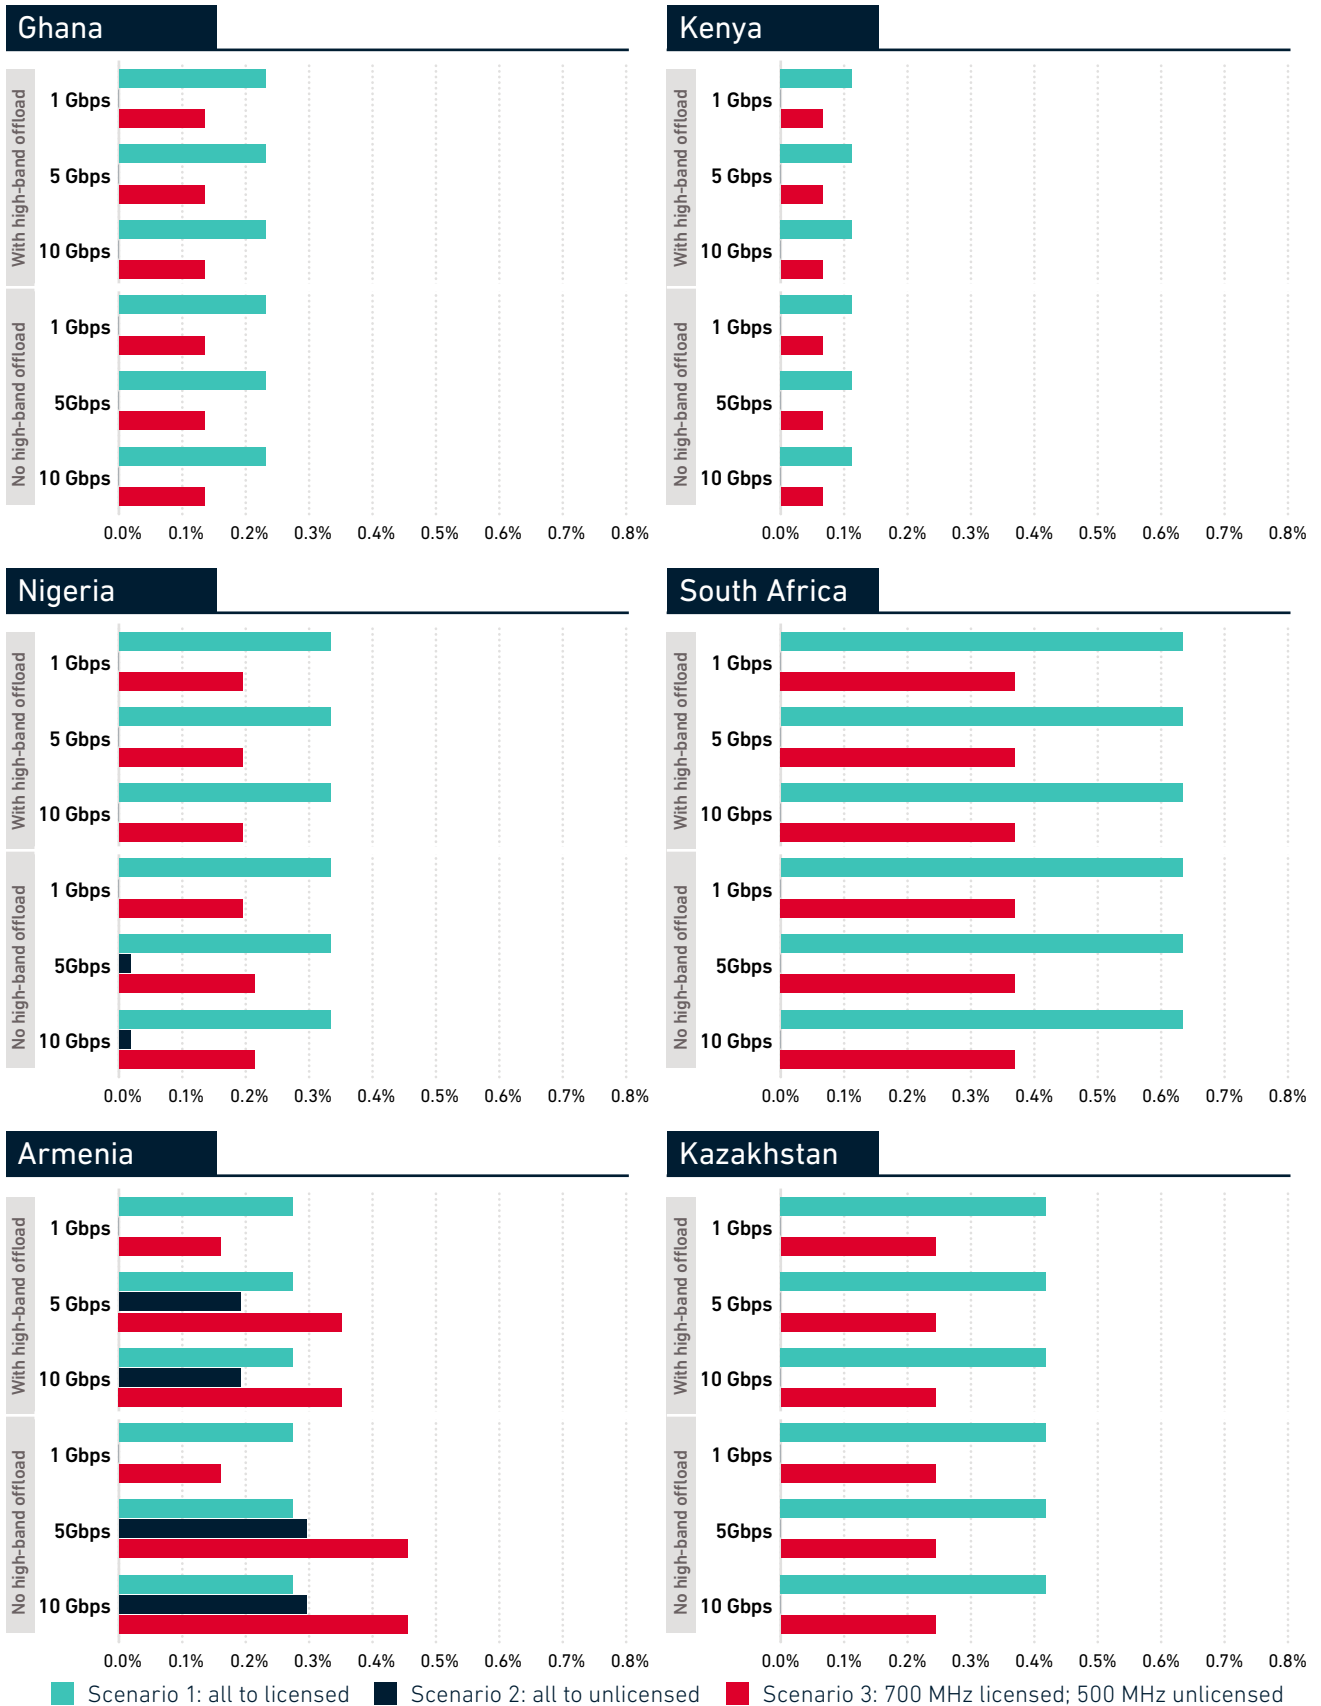 Ghana
With high-band offload
1 Gbps
5 Gbps
10 Gbps
No high-band offload
1 Gbps
5Gbps
10 Gbps
0.0% 0.1% 0.2% 0.3% 0.4% 0.5% 0.6% 0.7% 0.8%
Kenya
With high-band offload
1 Gbps
5 Gbps
10 Gbps
No high-band offload
1 Gbps
5Gbps
10 Gbps
0.0% 0.1% 0.2% 0.3% 0.4% 0.5% 0.6% 0.7% 0.8%
Nigeria
With high-band offload
1 Gbps
5 Gbps
10 Gbps
No high-band offload
1 Gbps
5Gbps
10 Gbps
0.0% 0.1% 0.2% 0.3% 0.4% 0.5% 0.6% 0.7% 0.8%
South Africa
With high-band offload
1 Gbps
5 Gbps
10 Gbps
No high-band offload
1 Gbps
5Gbps
10 Gbps
0.0% 0.1% 0.2% 0.3% 0.4% 0.5% 0.6% 0.7% 0.8%
Armenia
With high-band offload
1 Gbps
5 Gbps
10 Gbps
No high-band offload
1 Gbps
5Gbps
10 Gbps
0.0% 0.1% 0.2% 0.3% 0.4% 0.5% 0.6% 0.7% 0.8%
Kazakhstan
With high-band offload
1 Gbps
5 Gbps
10 Gbps
No high-band offload
1 Gbps
5Gbps
10 Gbps
0.0% 0.1% 0.2% 0.3% 0.4% 0.5% 0.6% 0.7% 0.8%
Scenario 1: all to licensed Scenario 2: all to unlicensed Scenario 3: 700 MHz licensed; 500 MHz unlicensed